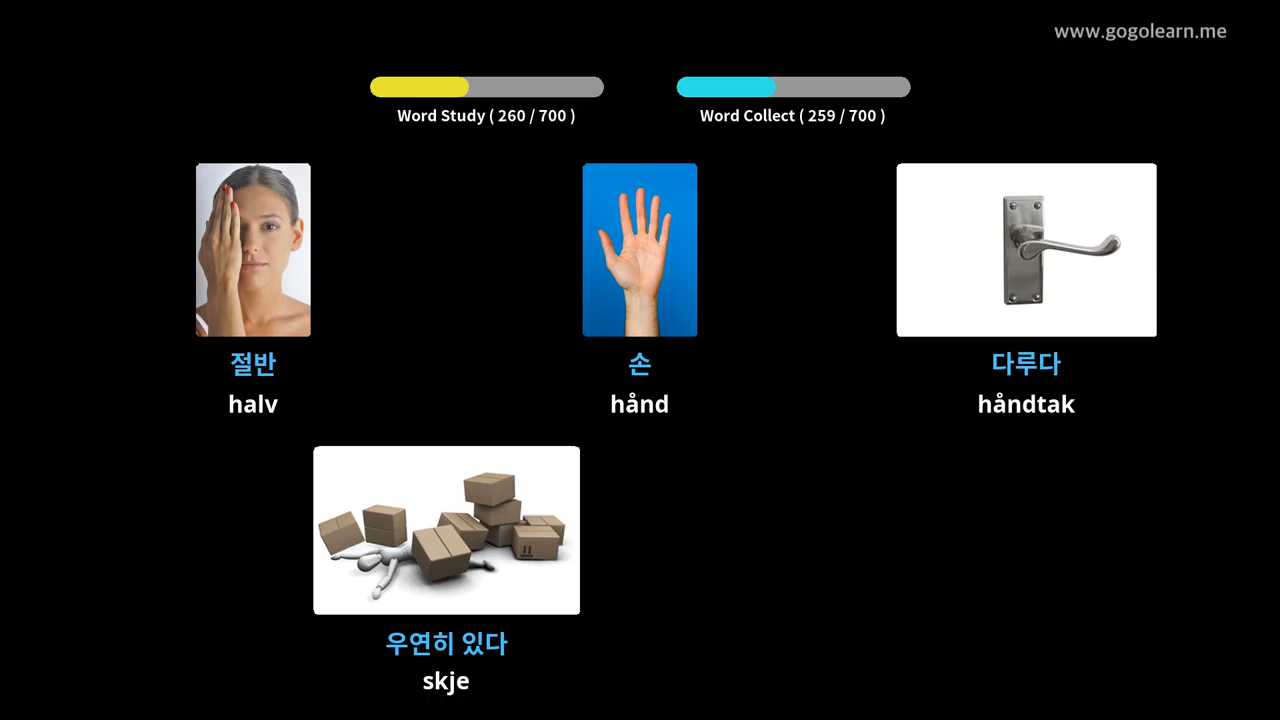 www.gogolearn.me
Word Study ( 260 / 700 )
Word Collect ( 259 / 700 )
절반
halv
손
hånd
다루다
håndtak
우연히 있다
skje